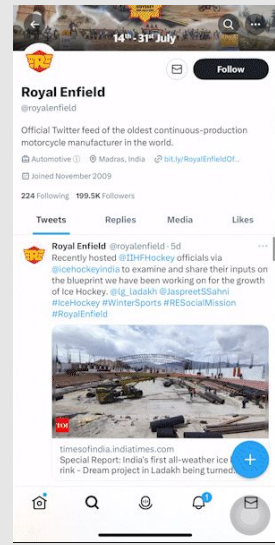 14th - 31st July
Follow
Royal Enfield
@royalenfield
Official Twitter feed of the oldest continuous-production
motorcycle manufacturer in the world.
Automotive Madras, India bit.ly/RoyalEnfieldOf...
Joined November 2009
224 Following 199.5K Followers
Tweets Replies Media Likes
Royal Enfield @royalenfield · 5d
Recently hosted @IIHFHockey officials via
@icehockeyindia to examine and share their inputs on
the blueprint we have been working on for the growth
of Ice Hockey. @lg_ladakh @JaspreetSSahni
#IceHockey #WinterSports #RESocialMission
#RoyalEnfield
TOI
timesofindia.indiatimes.com
Special Report: India's first all-weather ice
rink - Dream project in Ladakh being turned